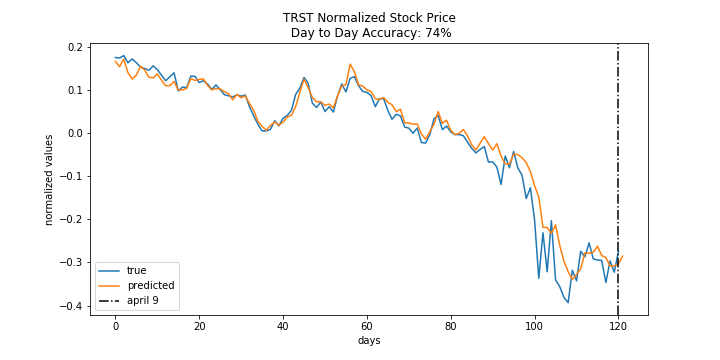 TRST Normalized Stock Price
Day to Day Accuracy: 74%
normalized values
0.2
0.1
0.0
−0.1
−0.2
−0.3
−0.4
true
predicted
april 9
0
20
40
60
80
100
120
days